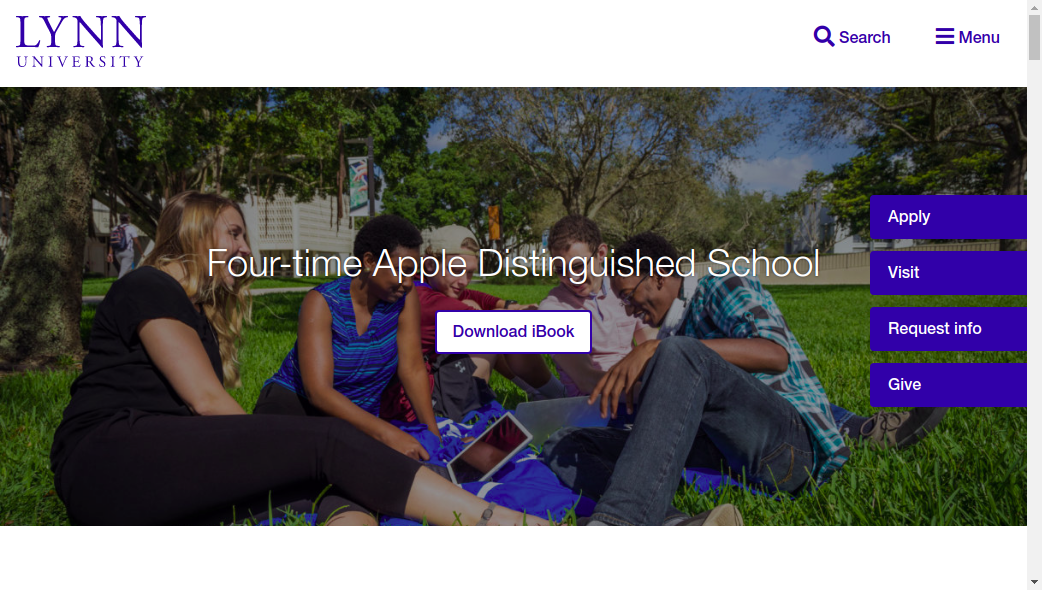 LYNN
UNIVERSITY
Search
Menu
Four-time Apple Distinguished School
Download iBook
Apply
Visit
Request info
Give